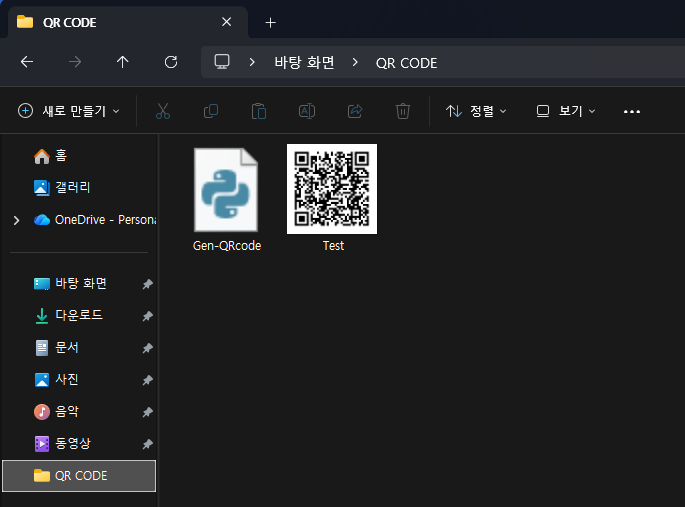 QR CODE
바탕 화면 QR CODE
새로 만들기 정렬 보기
홈
갤러리
OneDrive - Persona
바탕 화면
다운로드
문서
사진
음악
동영상
QR CODE
Gen-QRcode
Test